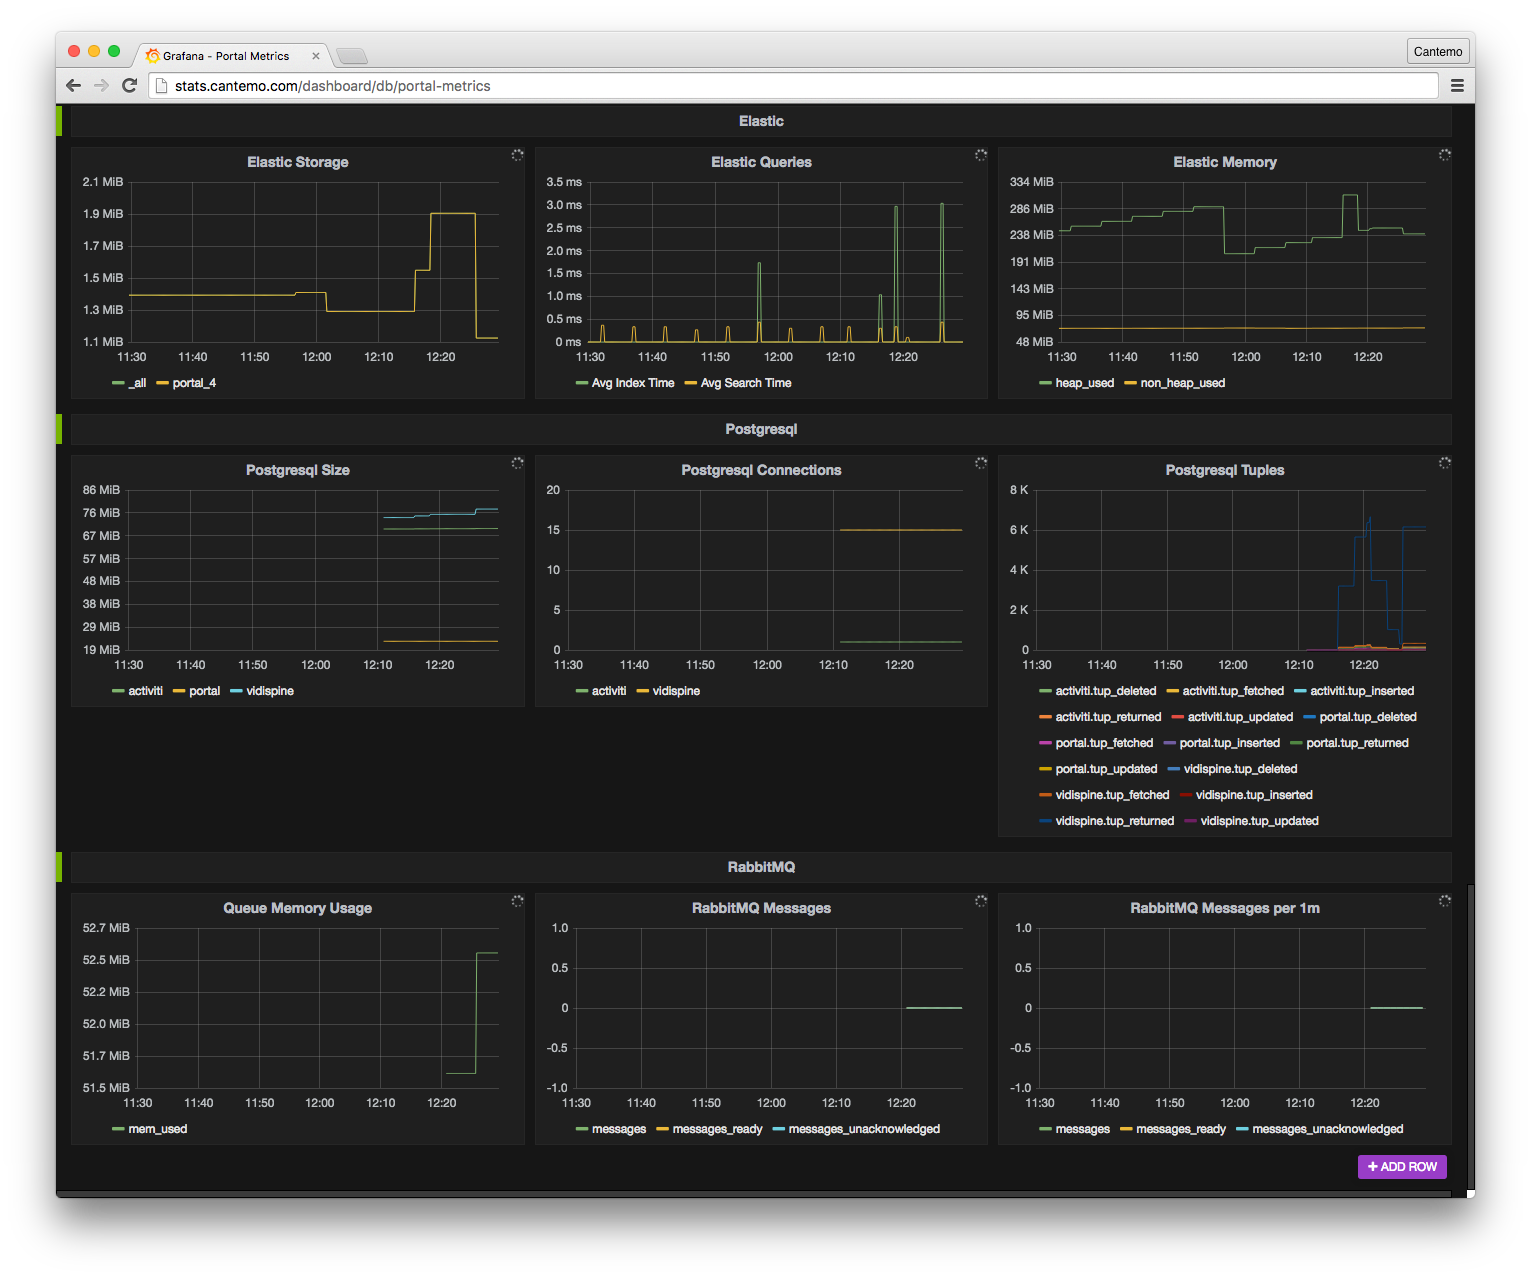 Grafana - Portal Metrics
Cantemo
stats.cantemo.com/dashboard/db/portal-metrics
Elastic
Elastic Storage
2.1 MiB
1.9 MiB
1.7 MiB
1.5 MiB
1.3 MiB
1.1 MiB
11:30 11:40 11:50 12:00 12:10 12:20
_all portal_4
Elastic Queries
3.5 ms
3.0 ms
2.5 ms
2.0 ms
1.5 ms
1.0 ms
0.5 ms
0 ms
11:30 11:40 11:50 12:00 12:10 12:20
Avg Index Time Avg Search Time
Elastic Memory
334 MiB
286 MiB
238 MiB
191 MiB
143 MiB
95 MiB
48 MiB
11:30 11:40 11:50 12:00 12:10 12:20
heap_used non_heap_used
Postgresql
Postgresql Size
86 MiB
76 MiB
67 MiB
57 MiB
48 MiB
38 MiB
29 MiB
19 MiB
11:30 11:40 11:50 12:00 12:10 12:20
activiti portal vidispine
Postgresql Connections
20
15
10
5
0
11:30 11:40 11:50 12:00 12:10 12:20
activiti vidispine
Postgresql Tuples
8 K
6 K
4 K
2 K
0
11:30 11:40 11:50 12:00 12:10 12:20
activiti.tup_deleted activiti.tup_fetched activiti.tup_inserted
activiti.tup_returned activiti.tup_updated portal.tup_deleted
portal.tup_fetched portal.tup_inserted portal.tup_returned
portal.tup_updated vidispine.tup_deleted
vidispine.tup_fetched vidispine.tup_inserted
vidispine.tup_returned vidispine.tup_updated
RabbitMQ
Queue Memory Usage
52.7 MiB
52.5 MiB
52.2 MiB
52.0 MiB
51.7 MiB
51.5 MiB
11:30 11:40 11:50 12:00 12:10 12:20
mem_used
RabbitMQ Messages
1.0
0.5
0
-0.5
-1.0
11:30 11:40 11:50 12:00 12:10 12:20
messages messages_ready messages_unacknowledged
RabbitMQ Messages per 1m
1.0
0.5
0
-0.5
-1.0
11:30 11:40 11:50 12:00 12:10 12:20
messages messages_ready messages_unacknowledged
+ ADD ROW